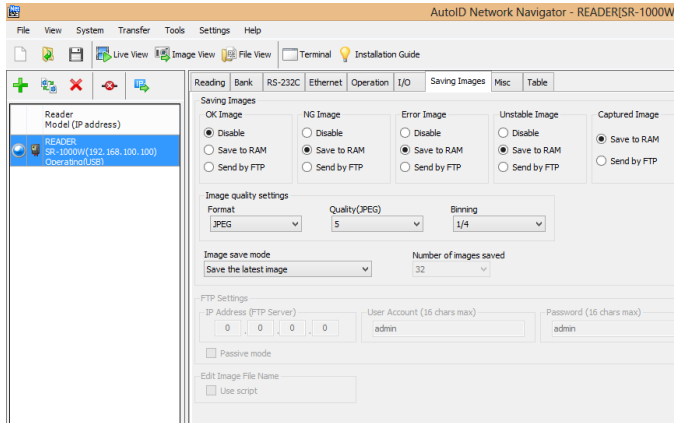 AutoID Network Navigator - READER[SR-1000W
File View System Transfer Tools Settings Help
Live View Image View File View Terminal Installation Guide
Reading Bank RS-232C Ethernet Operation I/O Saving Images Misc Table
Reader
Model (IP address)
READER
SR-1000W(192.168.100.100)
Operating(USB)
Saving Images
OK Image NG Image Error Image Unstable Image Captured Image
Disable Disable Disable Disable Save to RAM
Save to RAM Save to RAM Save to RAM Save to RAM Send by FTP
Send by FTP Send by FTP Send by FTP Send by FTP
Image quality settings
Format Quality(JPEG) Binning
JPEG 5 1/4
Image save mode Number of images saved
Save the latest image 32
FTP Settings
IP Address (FTP Server) User Account (16 chars max) Password (16 chars max)
0 . 0 . 0 . 0 admin admin
Passive mode
Edit Image File Name
Use script